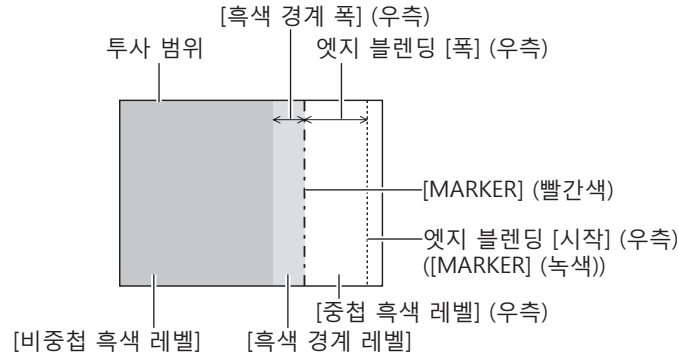 [흑색 경계 폭] (우측)
투사 범위
엣지 블렌딩 [폭] (우측)
[MARKER] (빨간색)
엣지 블렌딩 [시작] (우측)
([MARKER] (녹색))
[중첩 흑색 레벨] (우측)
[비중첩 흑색 레벨]
[흑색 경계 레벨]